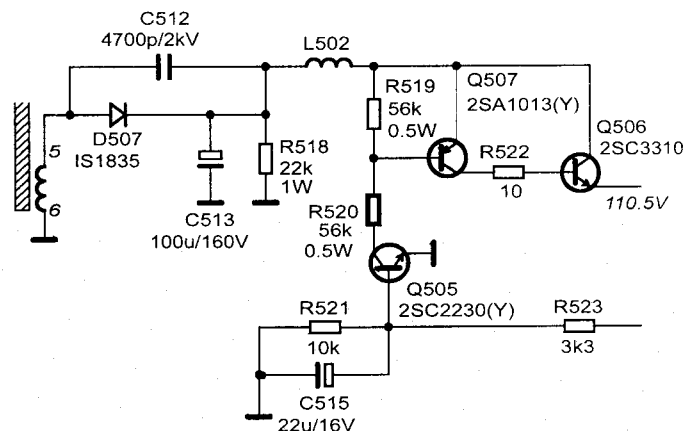 C512
4700p/2kV
L502
R519
56k
0.5W
Q507
2SA1013(Y)
Q506
2SC3310
D507
IS1835
5
6
R518
22k
1W
R522
10
110.5V
C513
100u/160V
R520
56k
0.5W
Q505
2SC2230(Y)
R521
10k
R523
3k3
C515
22u/16V